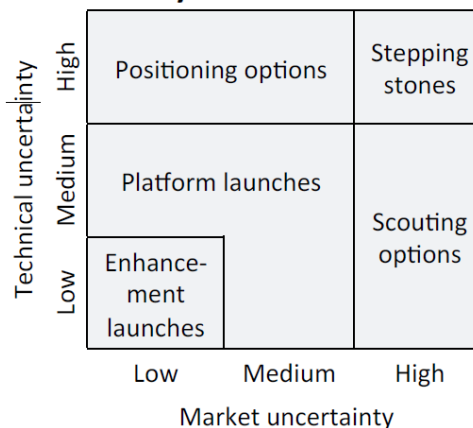 Technical uncertainty
High
Medium
Low
Positioning options
Stepping
stones
Platform launches
Scouting
options
Enhance-
ment
launches
Low
Medium
High
Market uncertainty